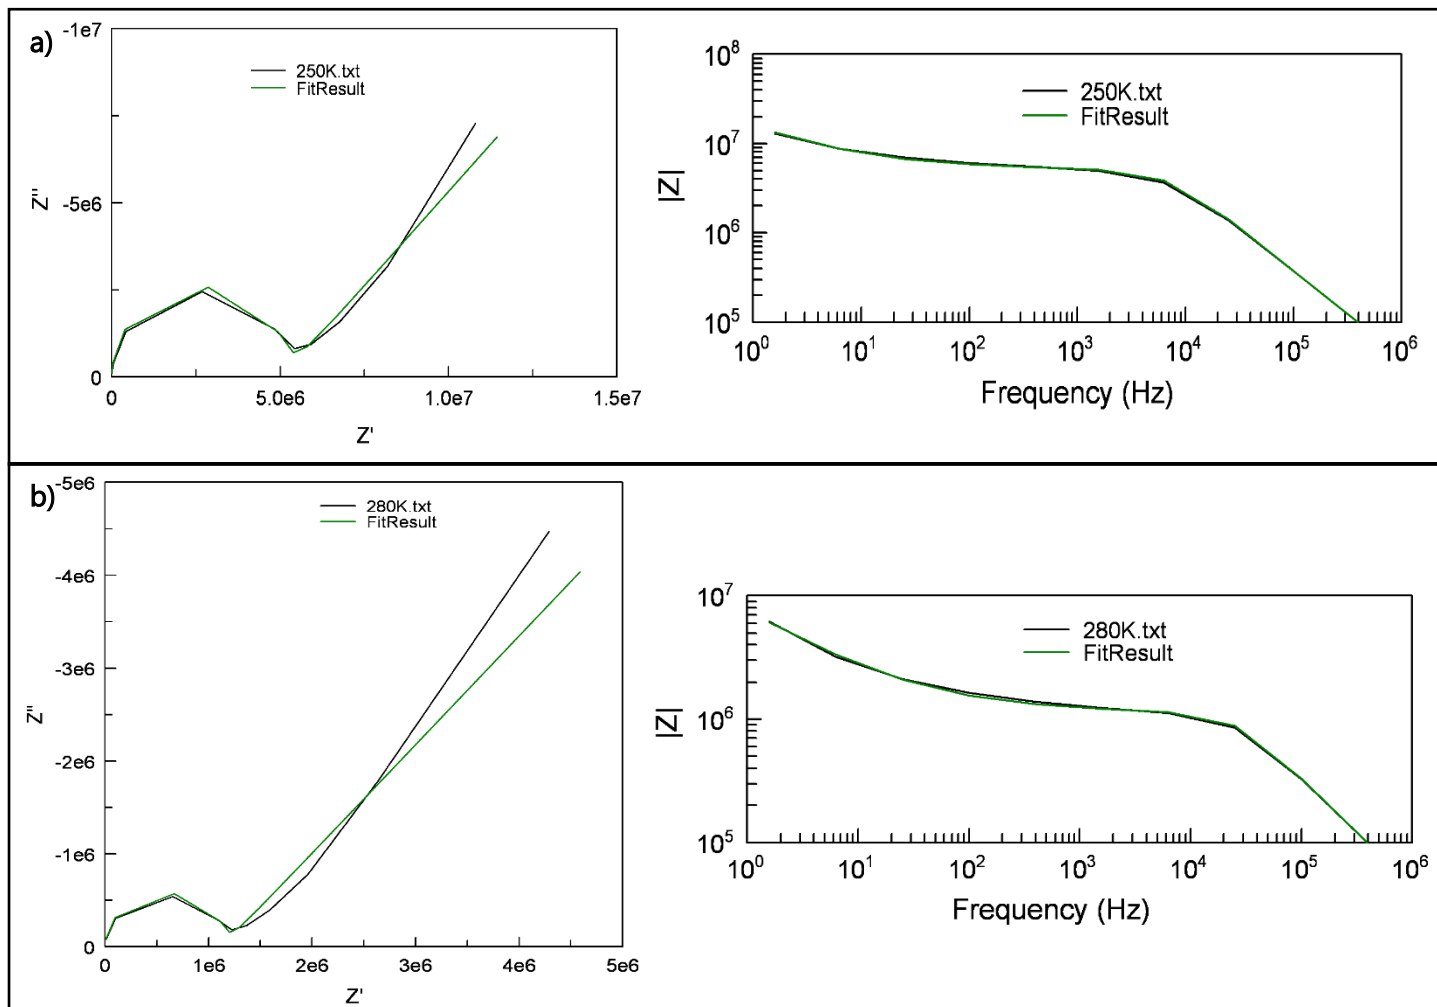 a)
-1e7
-5e6
0
Z''
250K.txt
FitResult
0
5.0e6
1.0e7
1.5e7
Z'
10^8
10^7
10^6
10^5
|Z|
250K.txt
FitResult
10^0
10^1
10^2
10^3
10^4
10^5
10^6
Frequency (Hz)
b)
-5e6
-4e6
-3e6
-2e6
-1e6
0
Z''
280K.txt
FitResult
0
1e6
2e6
3e6
4e6
5e6
Z'
10^7
10^6
10^5
|Z|
280K.txt
FitResult
10^0
10^1
10^2
10^3
10^4
10^5
10^6
Frequency (Hz)